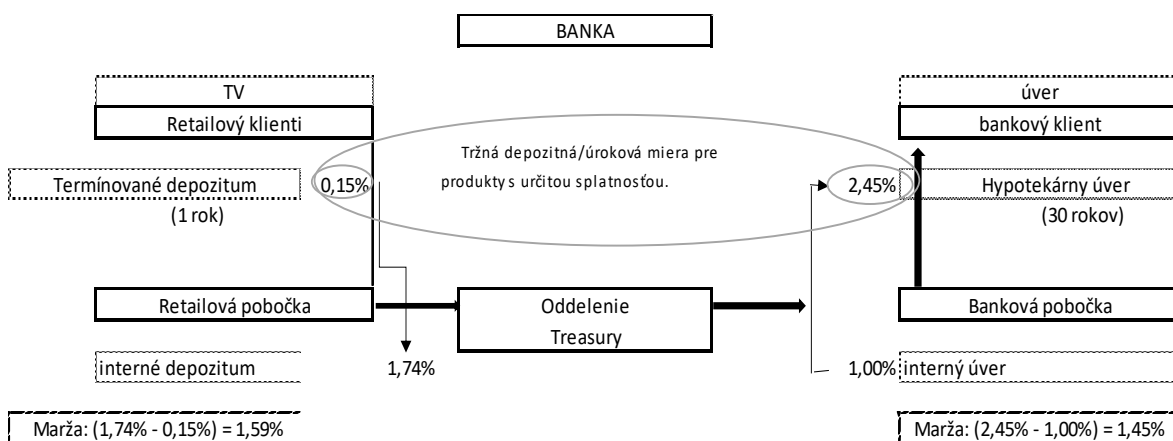 BANKA
TV
úver
Retailový klienti
bankový klient
Tržná depozitná/úroková miera pre
produkty s určitou splatnosťou.
Termínované depozitum
0,15%
2,45%
Hypotekárny úver
(1 rok)
(30 rokov)
Retailová pobočka
Oddelenie
Treasury
Banková pobočka
interné depozitum
1,74%
1,00%
interný úver
Marža: (1,74% - 0,15%) = 1,59%
Marža: (2,45% - 1,00%) = 1,45%